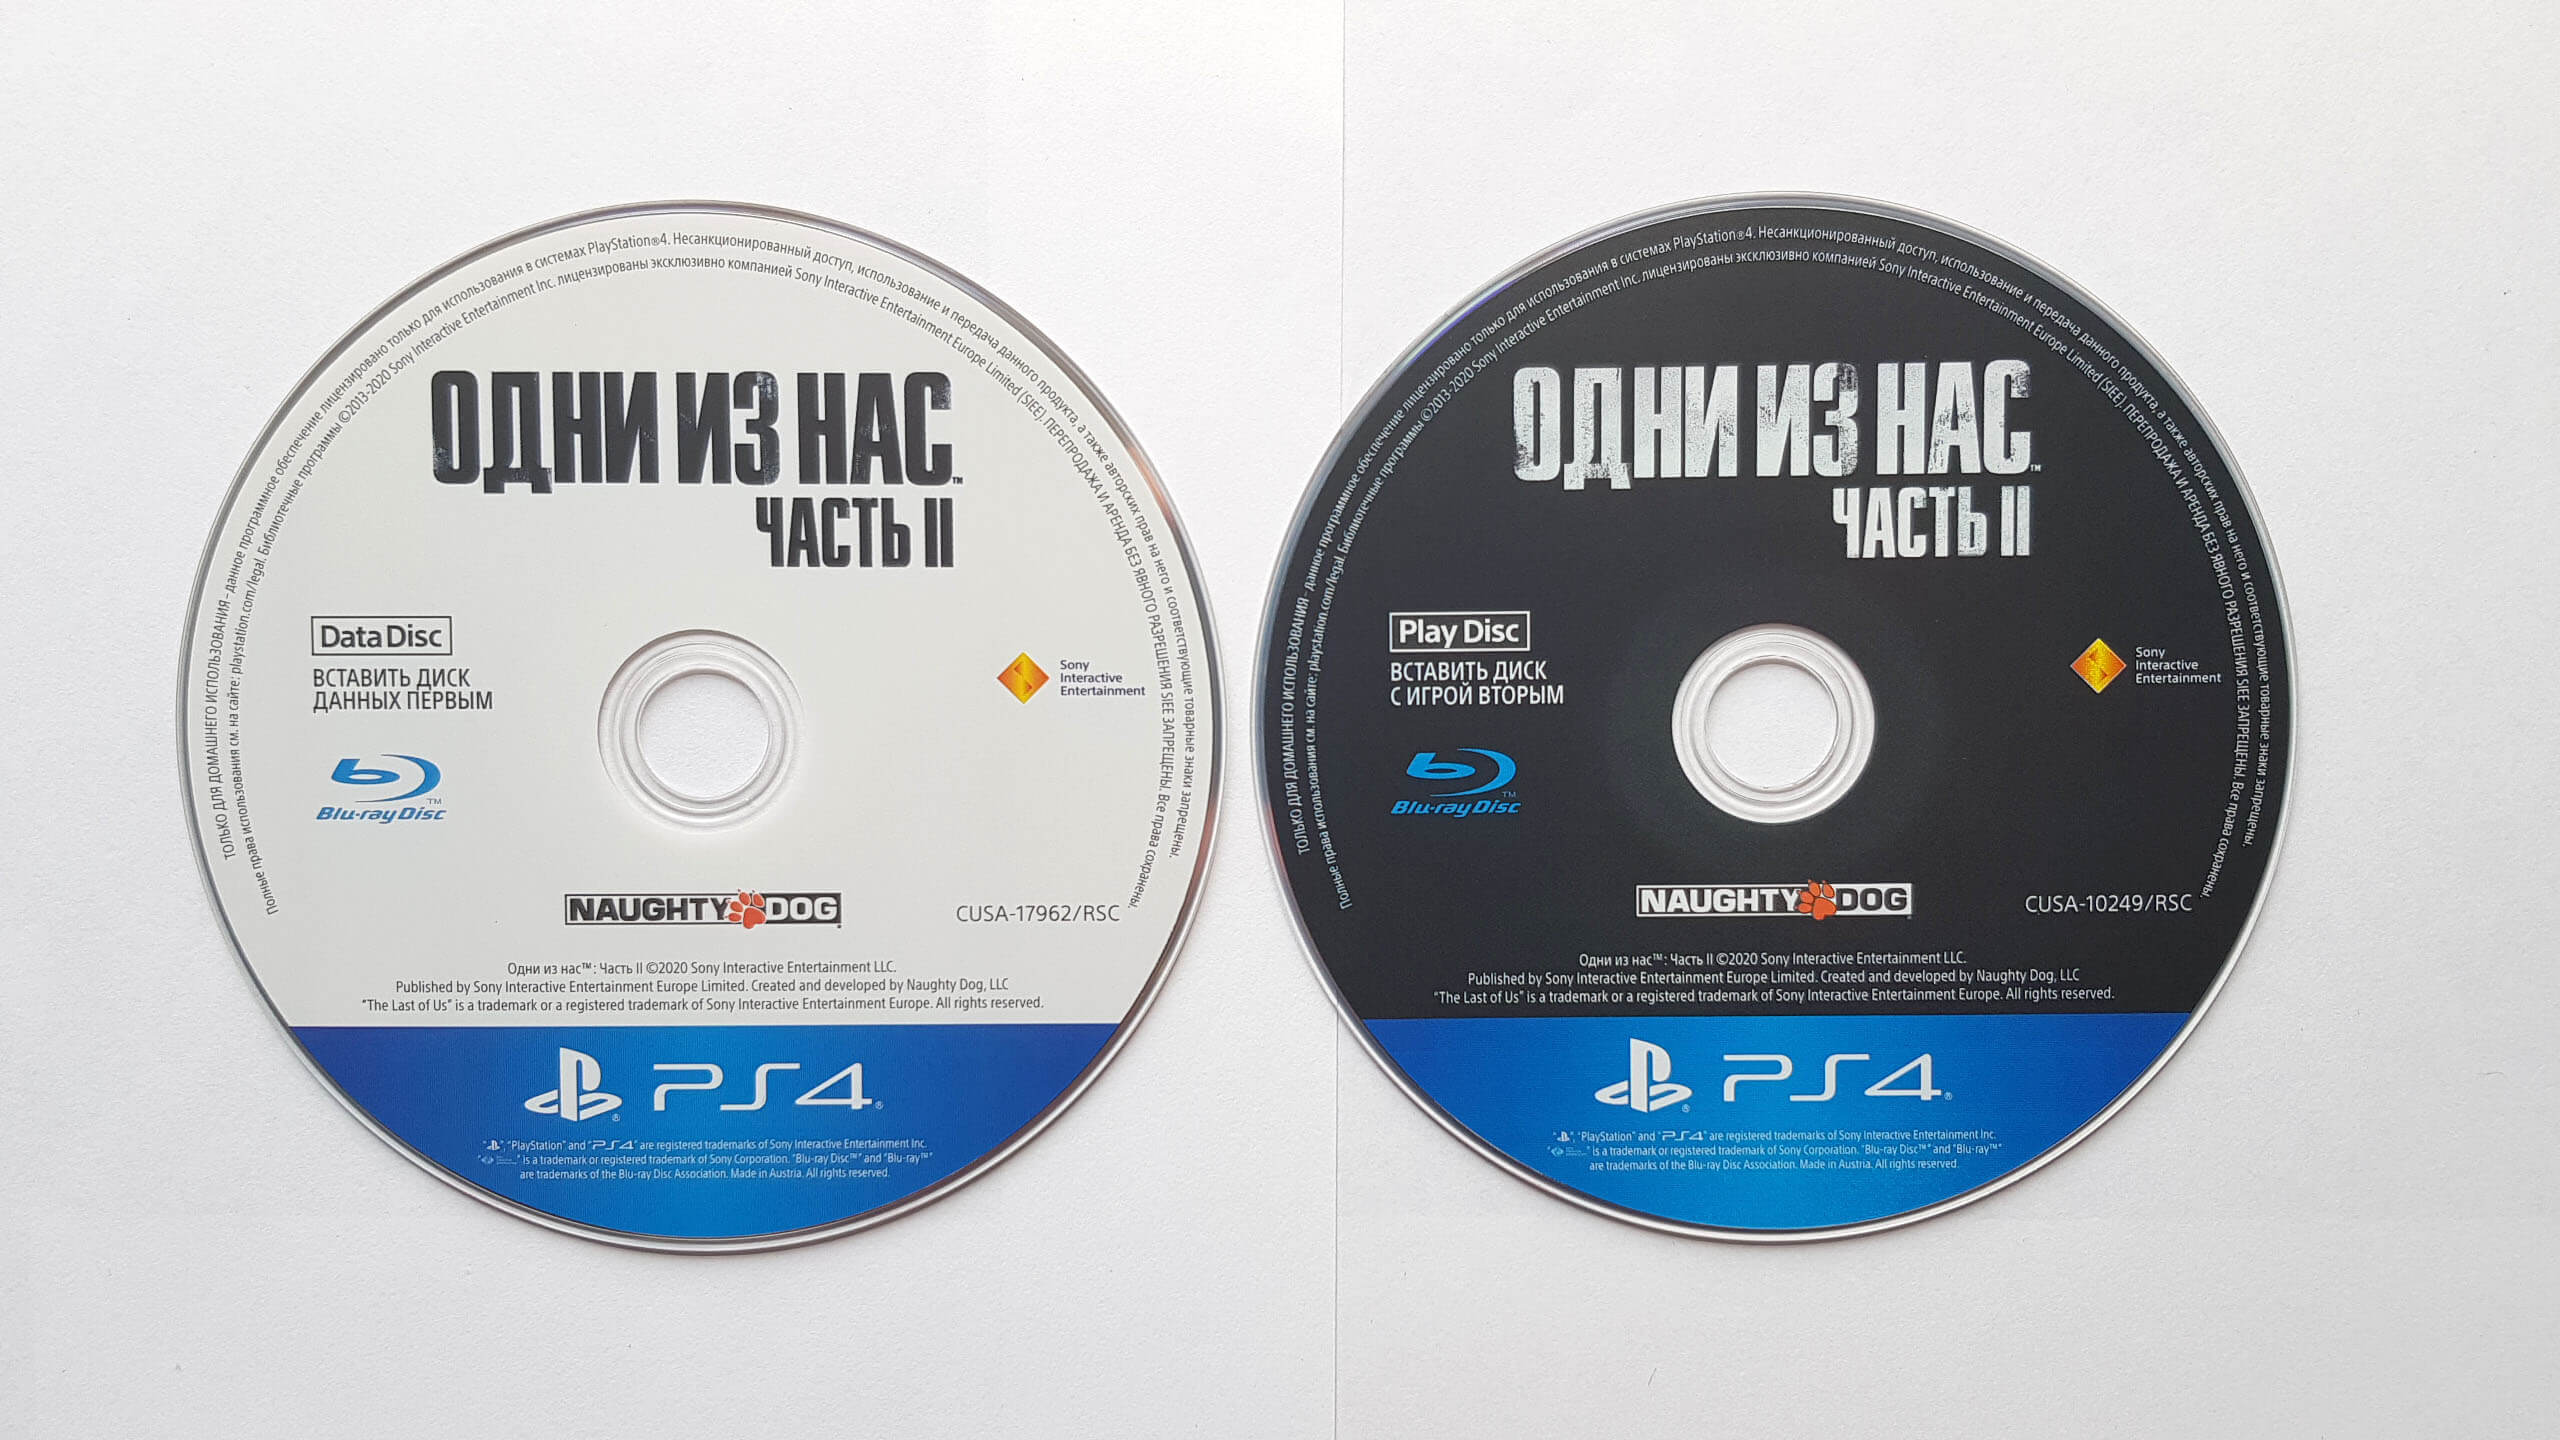 ТОЛЬКО ДЛЯ ДОМАШНЕГО ИСПОЛЬЗОВАНИЯ – данное программное обеспечение лицензировано только для использования в системах PlayStation®4. Несанкционированный доступ, использование и передача данного продукта, а также авторских прав на него и соответствующие товарные знаки запрещены.
Полные права использования см. на сайте: playstation.com/legal. Библиотечные программы ©2013-2020 Sony Interactive Entertainment Inc. лицензированы эксклюзивно компанией Sony Interactive Entertainment Europe Limited (SIEE). ПЕРЕПРОДАЖА И АРЕНДА БЕЗ ЯВНОГО РАЗРЕШЕНИЯ SIEE ЗАПРЕЩЕНЫ. Все права сохранены.
ОДНИ ИЗ НАС™
ЧАСТЬ II
Data Disc
ВСТАВИТЬ ДИСК
ДАННЫХ ПЕРВЫМ
Sony
Interactive
Entertainment
Blu-ray Disc™
NAUGHTY DOG
CUSA-17962/RSC
Одни из нас™: Часть II ©2020 Sony Interactive Entertainment LLC.
Published by Sony Interactive Entertainment Europe Limited. Created and developed by Naughty Dog, LLC
"The Last of Us" is a trademark or a registered trademark of Sony Interactive Entertainment Europe. All rights reserved.
PS4®
"PlayStation" and "PS4" are registered trademarks of Sony Interactive Entertainment Inc.
" is a trademark or registered trademark of Sony Corporation. "Blu-ray Disc™" and "Blu-ray™"
are trademarks of the Blu-ray Disc Association. Made in Austria. All rights reserved.
ТОЛЬКО ДЛЯ ДОМАШНЕГО ИСПОЛЬЗОВАНИЯ – данное программное обеспечение лицензировано только для использования в системах PlayStation®4. Несанкционированный доступ, использование и передача данного продукта, а также авторских прав на него и соответствующие товарные знаки запрещены.
Полные права использования см. на сайте: playstation.com/legal. Библиотечные программы ©2013-2020 Sony Interactive Entertainment Inc. лицензированы эксклюзивно компанией Sony Interactive Entertainment Europe Limited (SIEE). ПЕРЕПРОДАЖА И АРЕНДА БЕЗ ЯВНОГО РАЗРЕШЕНИЯ SIEE ЗАПРЕЩЕНЫ. Все права сохранены.
ОДНИ ИЗ НАС™
ЧАСТЬ II
Play Disc
ВСТАВИТЬ ДИСК
С ИГРОЙ ВТОРЫМ
Sony
Interactive
Entertainment
Blu-ray Disc™
NAUGHTY DOG
CUSA-10249/RSC
Одни из нас™: Часть II ©2020 Sony Interactive Entertainment LLC.
Published by Sony Interactive Entertainment Europe Limited. Created and developed by Naughty Dog, LLC
"The Last of Us" is a trademark or a registered trademark of Sony Interactive Entertainment Europe. All rights reserved.
PS4®
"PlayStation" and "PS4" are registered trademarks of Sony Interactive Entertainment Inc.
" is a trademark or registered trademark of Sony Corporation. "Blu-ray Disc™" and "Blu-ray™"
are trademarks of the Blu-ray Disc Association. Made in Austria. All rights reserved.